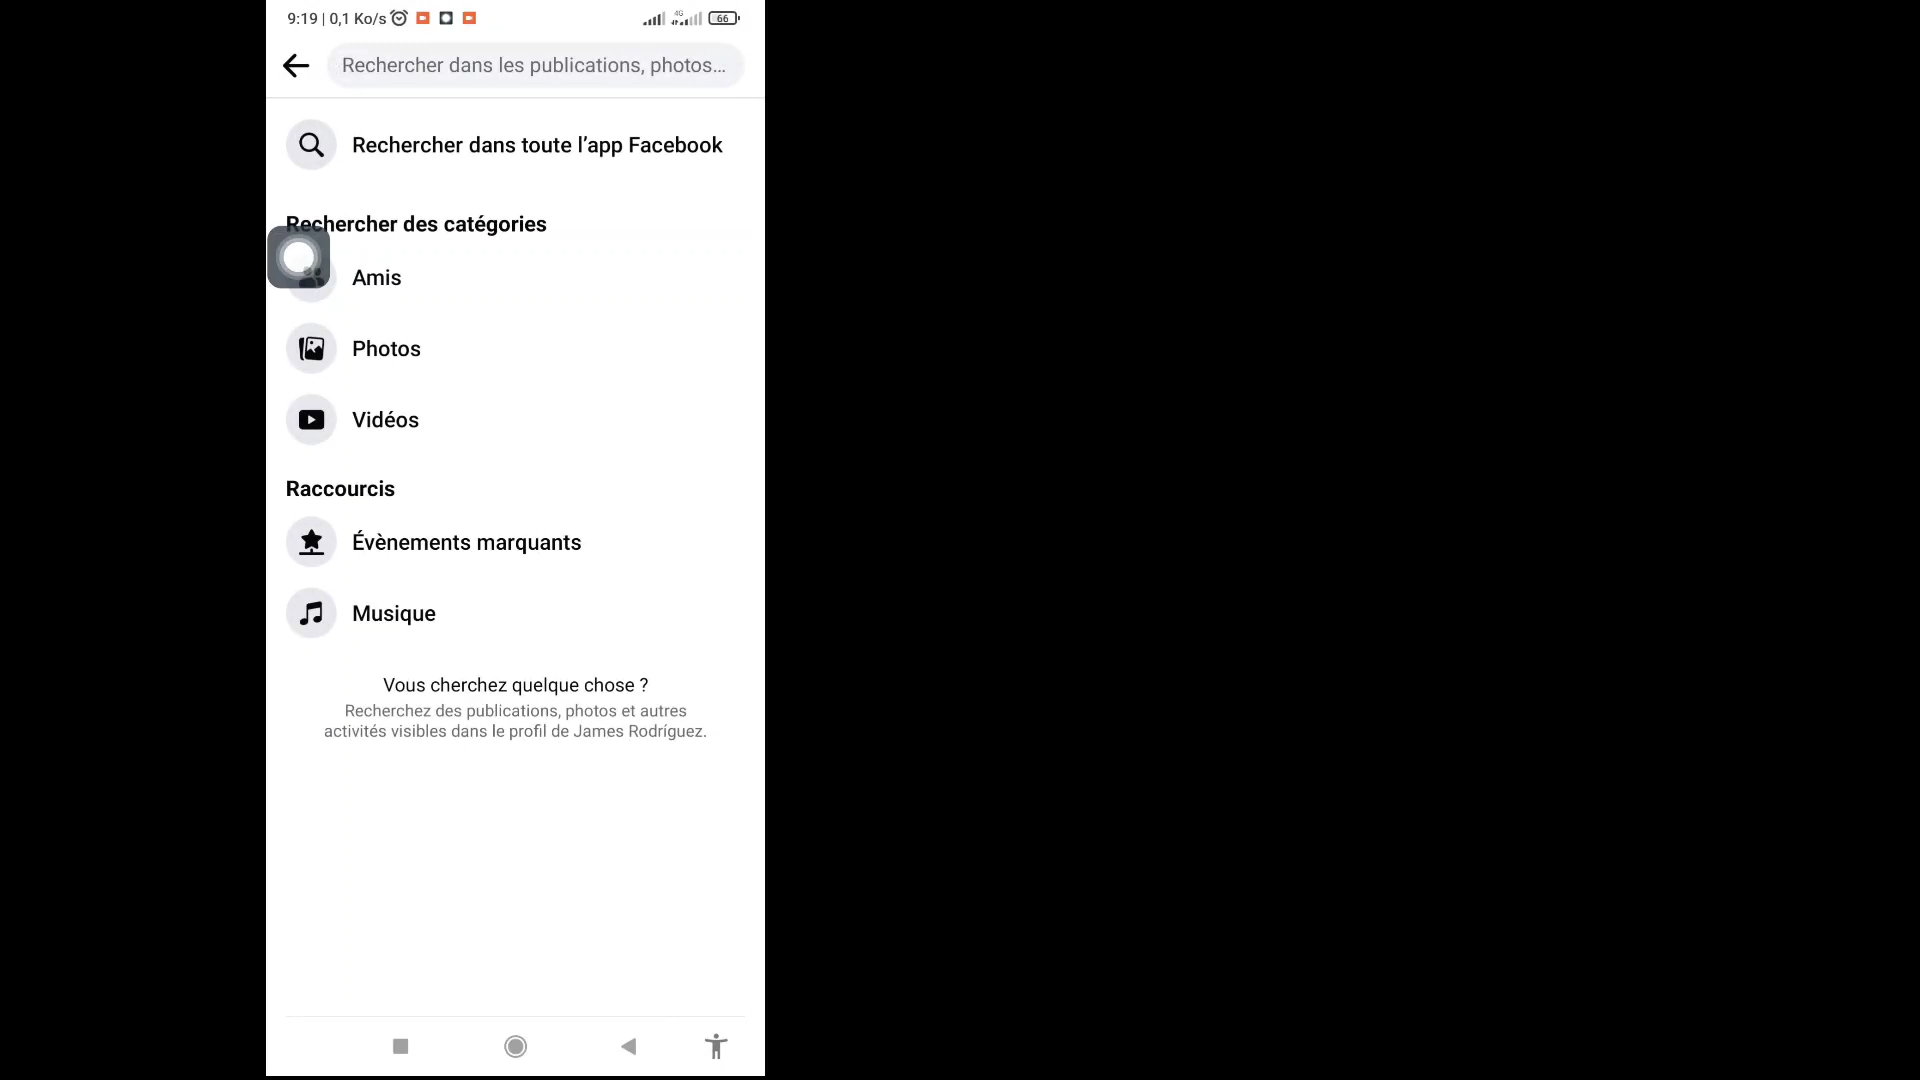 9:19 | 0,1 Ko/s
4G
66
Rechercher dans les publications, photos...
Rechercher dans toute l’app Facebook
Rechercher des catégories
Amis
Photos
Vidéos
Raccourcis
Évènements marquants
Musique
Vous cherchez quelque chose ?
Recherchez des publications, photos et autres
activités visibles dans le profil de James Rodríguez.